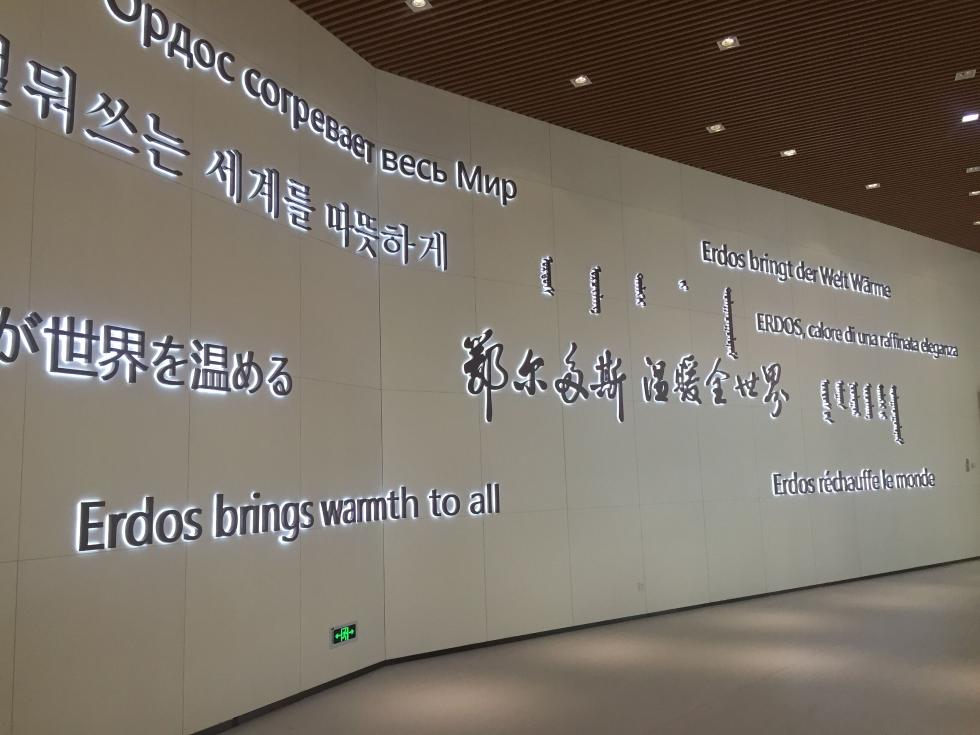 Ордос согревает весь Мир
뚸쓰는 세계를 따뜻하게
Erdos bringt der Welt Wärme
ERDOS, calore di una raffinata eleganza
が世界を温める
鄂尔多斯 温暖全世界
Erdos réchauffe le monde
Erdos brings warmth to all